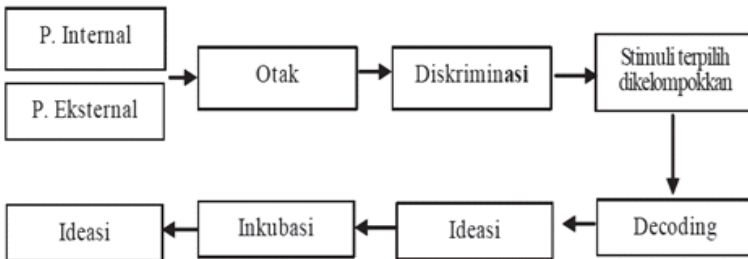 P. Internal
P. Eksternal
Otak
Diskriminasi
Stimuli terpilih
dikelompokkan
Decoding
Ideasi
Inkubasi
Ideasi